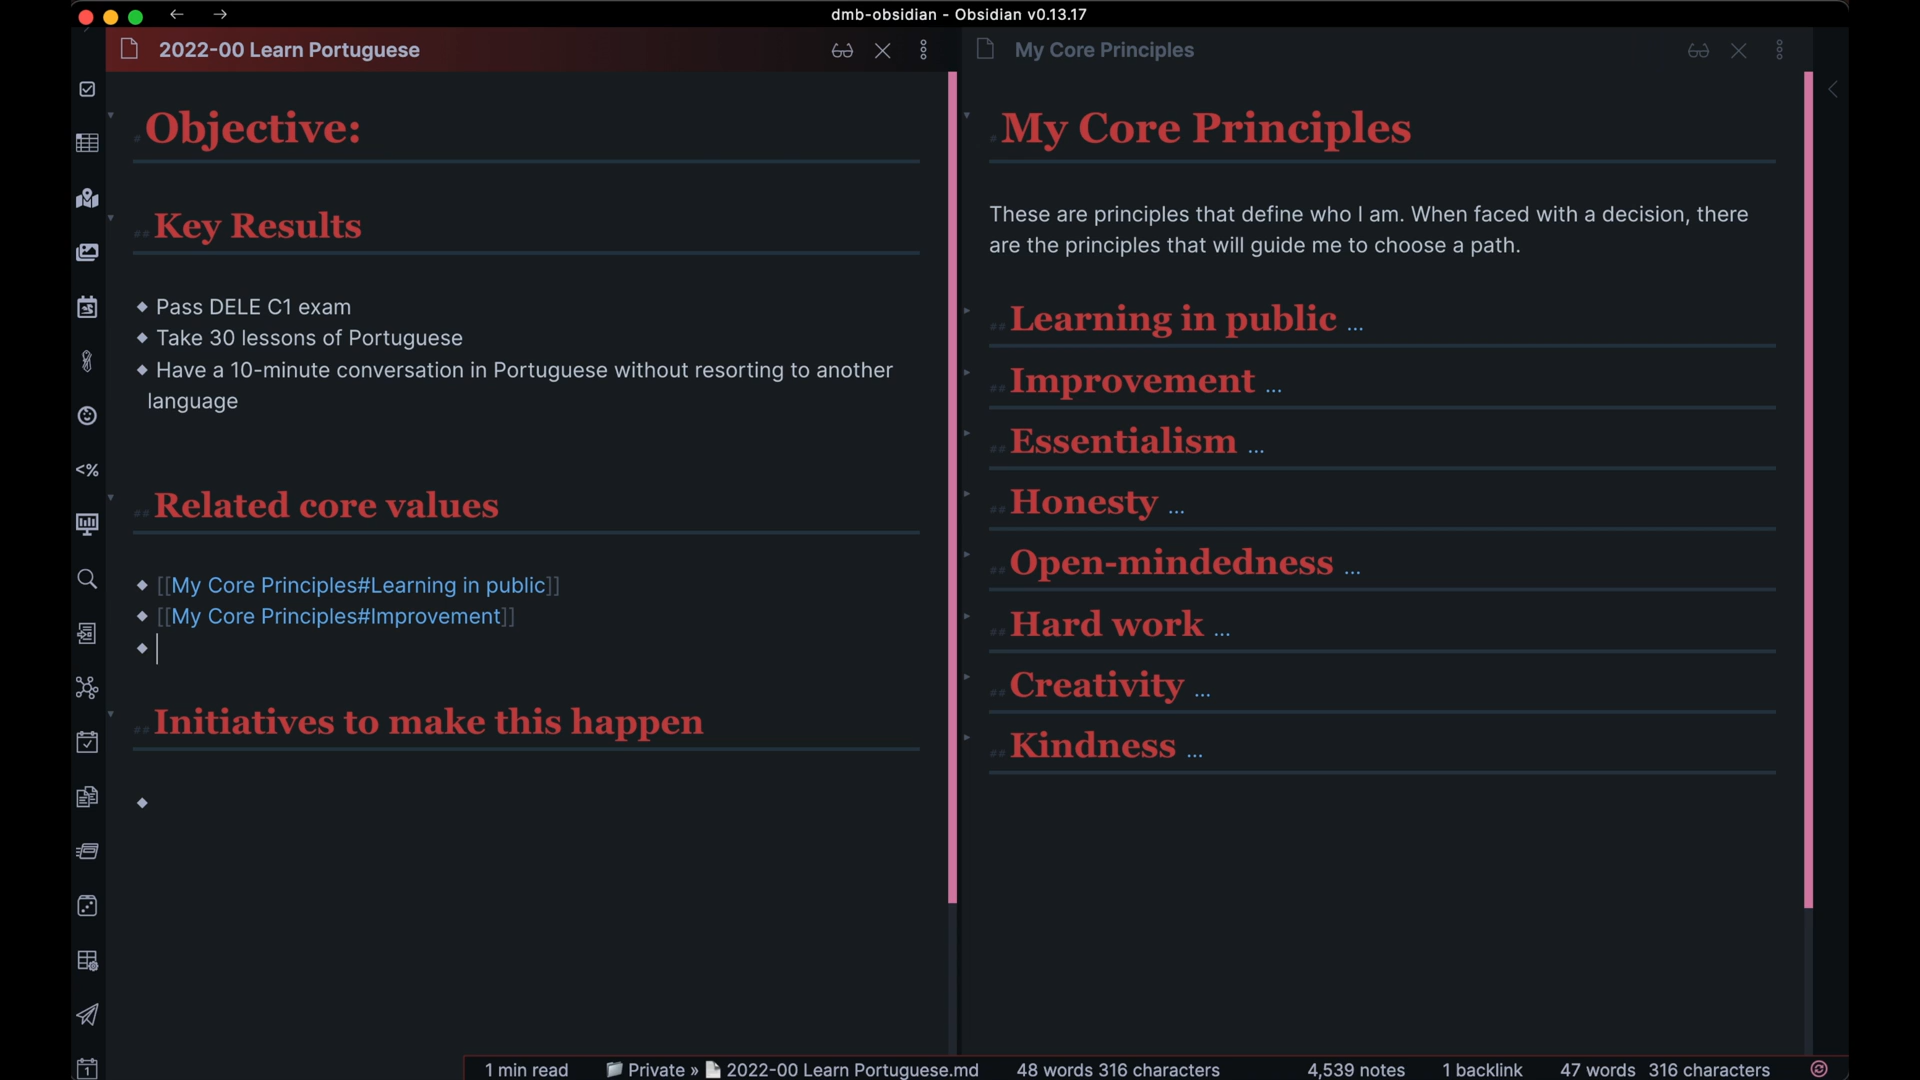 dmb-obsidian - Obsidian v0.13.17
2022-00 Learn Portuguese
# Objective:
## Key Results
Pass DELE C1 exam
Take 30 lessons of Portuguese
Have a 10-minute conversation in Portuguese without resorting to another
language
## Related core values
[[My Core Principles#Learning in public]]
[[My Core Principles#Improvement]]
## Initiatives to make this happen
My Core Principles
# My Core Principles
These are principles that define who I am. When faced with a decision, there
are the principles that will guide me to choose a path.
## Learning in public ...
## Improvement ...
## Essentialism ...
## Honesty ...
## Open-mindedness ...
## Hard work ...
## Creativity ...
## Kindness ...
<%
1
1 min read Private » 2022-00 Learn Portuguese.md 48 words 316 characters 4,539 notes 1 backlink 47 words 316 characters